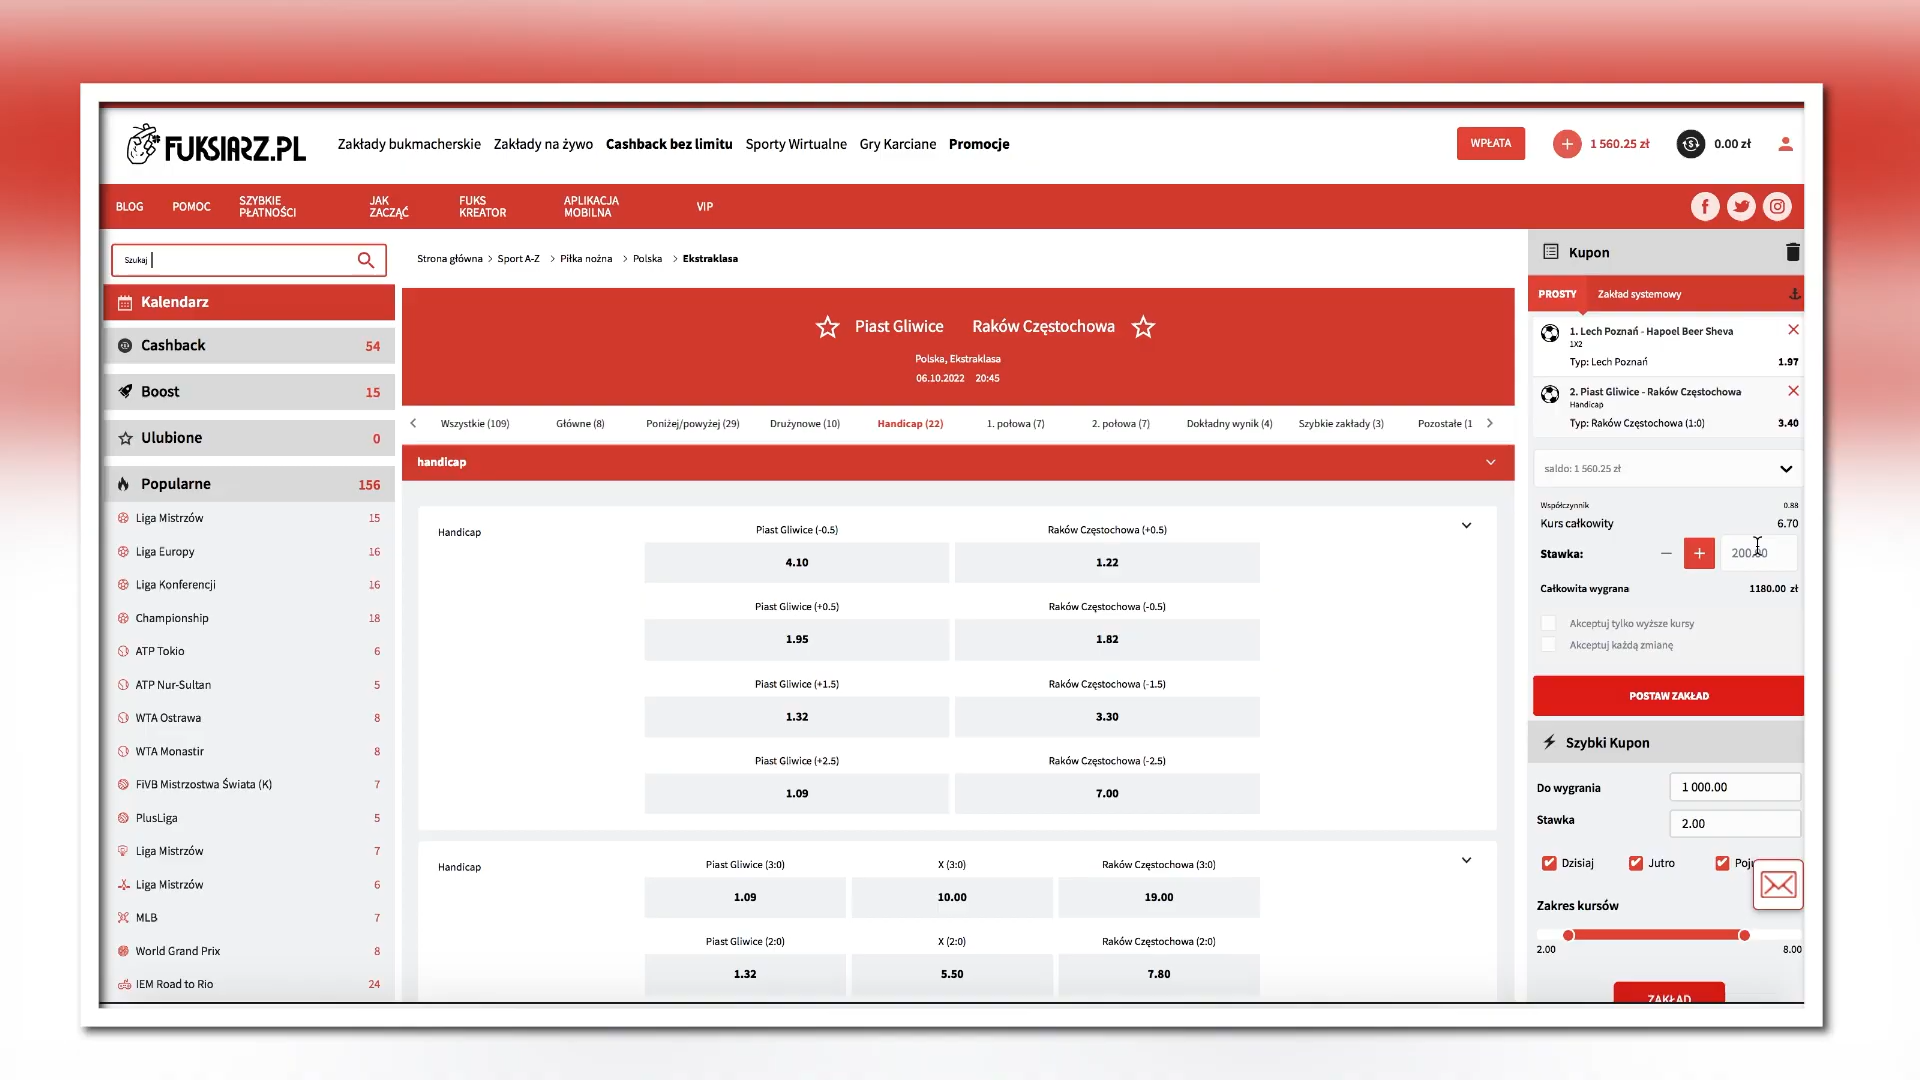 FUKSIARZ.PL
Zakłady bukmacherskie Zakłady na żywo Cashback bez limitu Sporty Wirtualne Gry Karciane Promocje
WPŁATA
1 560.25 zł
0.00 zł
BLOG
POMOC
SZYBKIE
PŁATNOŚCI
JAK
ZACZĄĆ
FUKS
KREATOR
APLIKACJA
MOBILNA
VIP
Szukaj
Kalendarz
Cashback 54
Boost 15
Ulubione 0
Popularne 156
Liga Mistrzów 15
Liga Europy 16
Liga Konferencji 16
Championship 18
ATP Tokio 6
ATP Nur-Sultan 5
WTA Ostrawa 8
WTA Monastir 8
FiVB Mistrzostwa Świata (K) 7
PlusLiga 5
Liga Mistrzów 7
Liga Mistrzów 6
MLB 7
World Grand Prix 8
IEM Road to Rio 24
Strona główna > Sport A-Z > Piłka nożna > Polska > Ekstraklasa
Piast Gliwice Raków Częstochowa
Polska, Ekstraklasa
06.10.2022 20:45
Wszystkie (109) Główne (8) Poniżej/powyżej (29) Drużynowe (10) Handicap (22) 1. połowa (7) 2. połowa (7) Dokładny wynik (4) Szybkie zakłady (3) Pozostałe (1
handicap
Handicap
Piast Gliwice (-0.5) Raków Częstochowa (+0.5)
4.10 1.22
Piast Gliwice (+0.5) Raków Częstochowa (-0.5)
1.95 1.82
Piast Gliwice (+1.5) Raków Częstochowa (-1.5)
1.32 3.30
Piast Gliwice (+2.5) Raków Częstochowa (-2.5)
1.09 7.00
Handicap
Piast Gliwice (3:0) X (3:0) Raków Częstochowa (3:0)
1.09 10.00 19.00
Piast Gliwice (2:0) X (2:0) Raków Częstochowa (2:0)
1.32 5.50 7.80
Kupon
PROSTY Zakład systemowy
1. Lech Poznań - Hapoel Beer Sheva
1X2
Typ: Lech Poznań 1.97
2. Piast Gliwice - Raków Częstochowa
Handicap
Typ: Raków Częstochowa (1:0) 3.40
saldo: 1 560.25 zł
Współczynnik 0.88
Kurs całkowity 6.70
Stawka: − + 200.00
Całkowita wygrana 1180.00 zł
Akceptuj tylko wyższe kursy
Akceptuj każdą zmianę
POSTAW ZAKŁAD
Szybki Kupon
Do wygrania 1 000.00
Stawka 2.00
Dzisiaj Jutro
Zakres kursów
2.00 8.00
ZAKŁAD